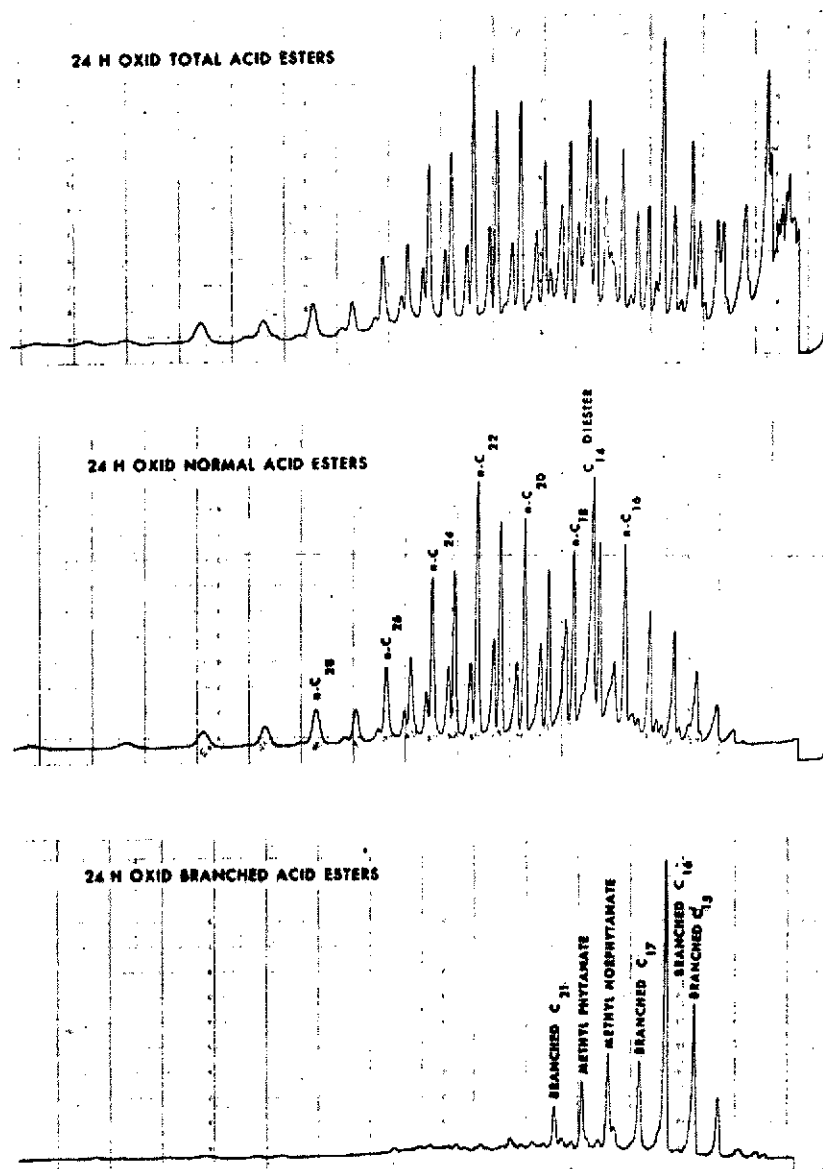 24 H OXID TOTAL ACID ESTERS
24 H OXID NORMAL ACID ESTERS
n-C28
n-C26
n-C24
n-C22
n-C20
n-C18
C14 DIESTER
n-C16
24 H OXID BRANCHED ACID ESTERS
BRANCHED C21
METHYL PHYTANATE
METHYL NORPHYTANATE
BRANCHED C17
BRANCHED C16
BRANCHED C15